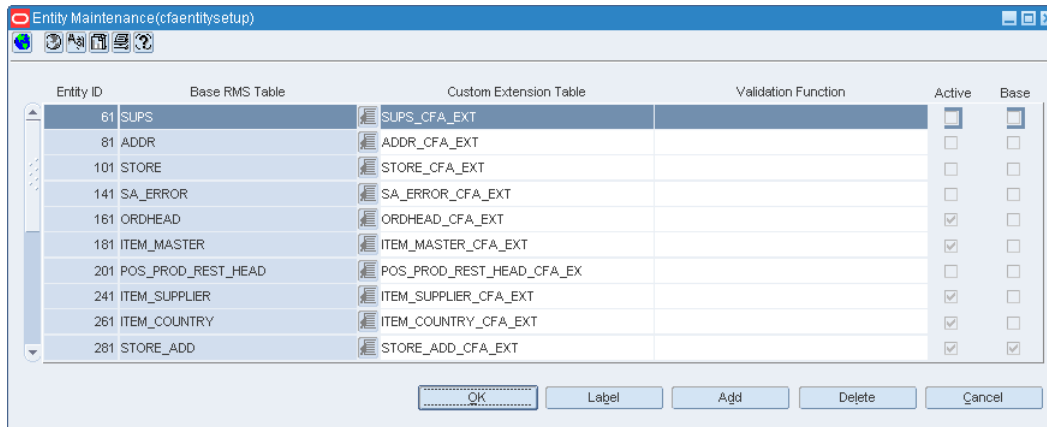 Entity Maintenance(cfaentitysetup)
Entity ID Base RMS Table Custom Extension Table Validation Function Active Base
61 SUPS SUPS_CFA_EXT
81 ADDR ADDR_CFA_EXT
101 STORE STORE_CFA_EXT
141 SA_ERROR SA_ERROR_CFA_EXT
161 ORDHEAD ORDHEAD_CFA_EXT
181 ITEM_MASTER ITEM_MASTER_CFA_EXT
201 POS_PROD_REST_HEAD POS_PROD_REST_HEAD_CFA_EX
241 ITEM_SUPPLIER ITEM_SUPPLIER_CFA_EXT
261 ITEM_COUNTRY ITEM_COUNTRY_CFA_EXT
281 STORE_ADD STORE_ADD_CFA_EXT
OK Label Add Delete Cancel